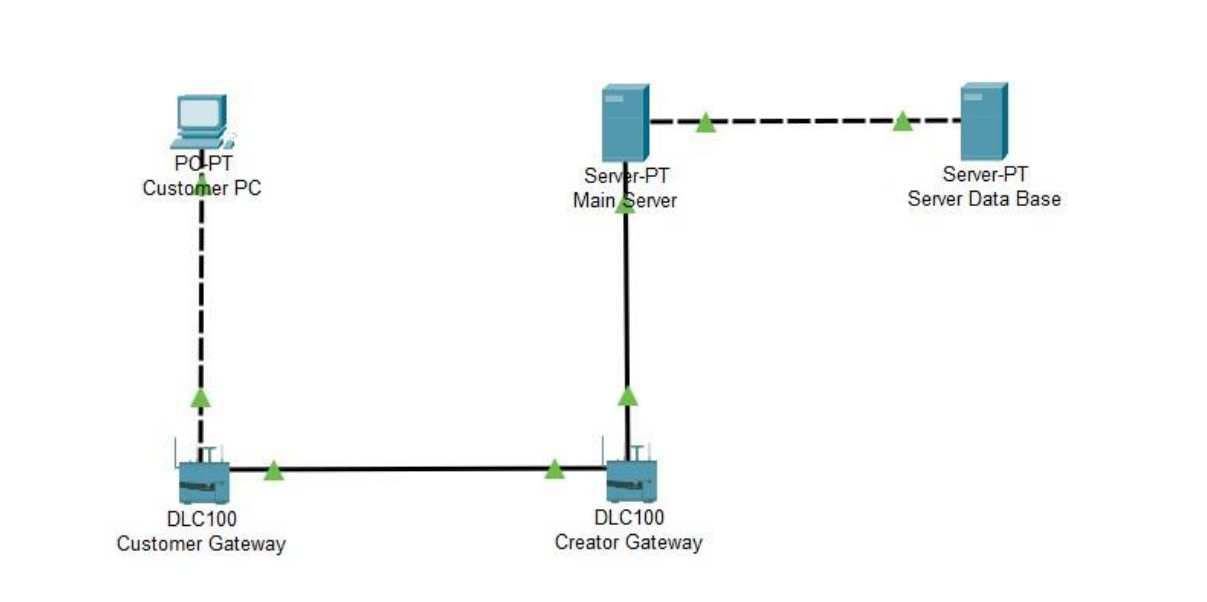 PC-PT
Customer PC
Server-PT
Main Server
Server-PT
Server Data Base
DLC100
Customer Gateway
DLC100
Creator Gateway